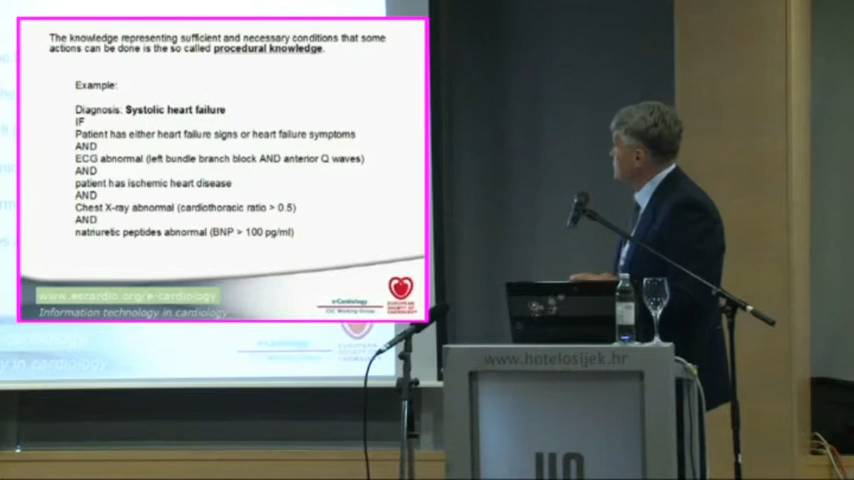 The knowledge representing sufficient and necessary conditions that some
actions can be done is the so called procedural knowledge.
Example:
Diagnosis: Systolic heart failure
IF
Patient has either heart failure signs or heart failure symptoms
AND
ECG abnormal (left bundle branch block AND anterior Q waves)
AND
patient has ischemic heart disease
AND
Chest X-ray abnormal (cardiothoracic ratio > 0.5)
AND
natriuretic peptides abnormal (BNP > 100 pg/ml)
www.escardio.org/e-cardiology
Information technology in cardiology
e-Cardiology
ESC Working Group
EUROPEAN
SOCIETY OF
CARDIOLOGY
www.hotelosijek.hr